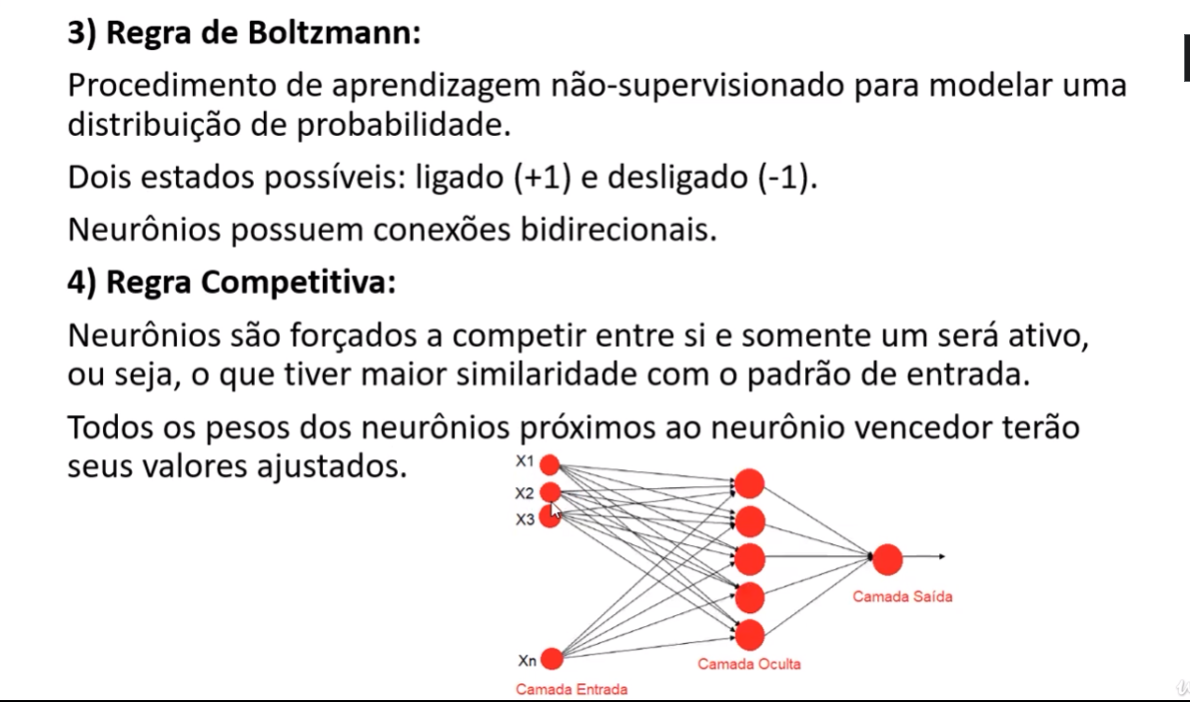 3) Regra de Boltzmann:
Procedimento de aprendizagem não-supervisionado para modelar uma
distribuição de probabilidade.
Dois estados possíveis: ligado (+1) e desligado (-1).
Neurônios possuem conexões bidirecionais.
4) Regra Competitiva:
Neurônios são forçados a competir entre si e somente um será ativo,
ou seja, o que tiver maior similaridade com o padrão de entrada.
Todos os pesos dos neurônios próximos ao neurônio vencedor terão
seus valores ajustados.
X1
X2
X3
Camada Saída
Xn
Camada Oculta
Camada Entrada